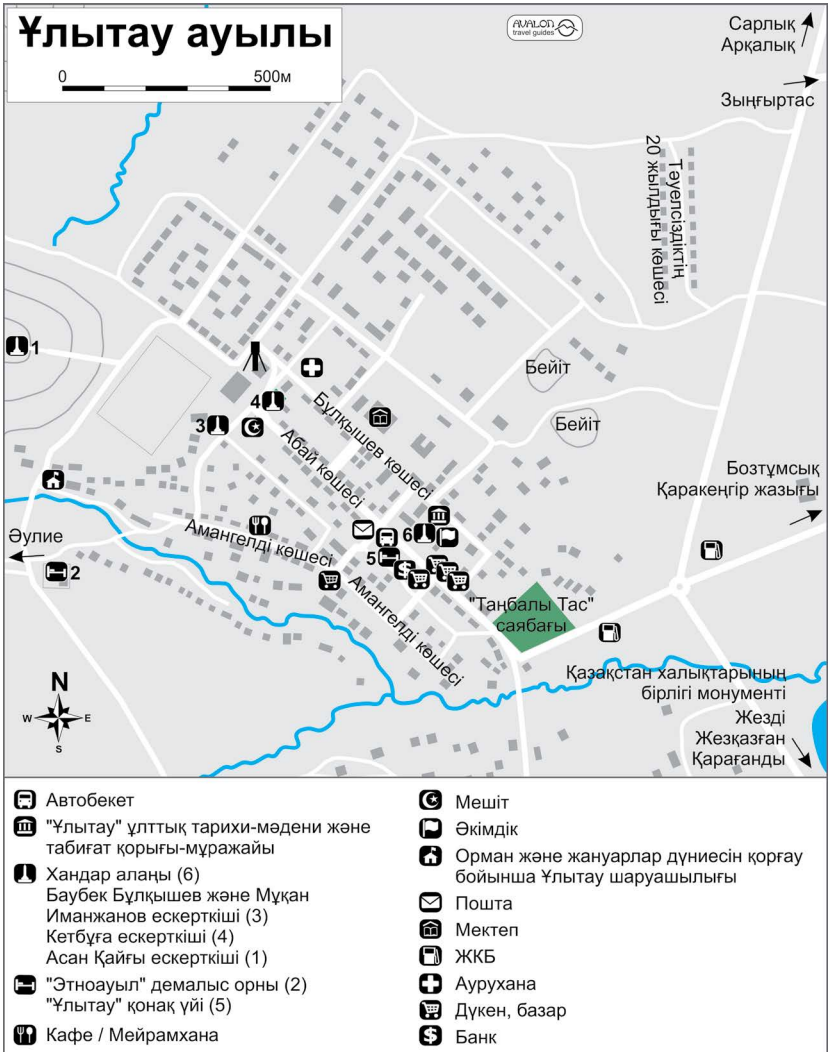 Ұлытау ауылы
0 500м
AVALON
travel guides
Сарлық
Арқалық
Зыңғыртас
Тәуелсіздіктің
20 жылдығы көшесі
1
Бейіт
4
3
Бұлқышев көшесі
Абай көшесі
Бейіт
Бозтұмсық
Қаракеңгір жазығы
Амангелді көшесі
6
5
Әулие
2
Амангелді көшесі
"Таңбалы Тас"
саябағы
Қазақстан халықтарының
бірлігі монументі
Жезді
Жезқазған
Қарағанды
N
W E
S
Автобекет
"Ұлытау" ұлттық тарихи-мәдени және
табиғат қорығы-мұражайы
Хандар алаңы (6)
Баубек Бұлқышев және Мұқан
Иманжанов ескерткіші (3)
Кетбұға ескерткіші (4)
Асан Қайғы ескерткіші (1)
"Этноауыл" демалыс орны (2)
"Ұлытау" қонақ үйі (5)
Кафе / Мейрамхана
Мешіт
Әкімдік
Орман және жануарлар дүниесін қорғау
бойынша Ұлытау шаруашылығы
Пошта
Мектеп
ЖКБ
Аурухана
Дүкен, базар
Банк